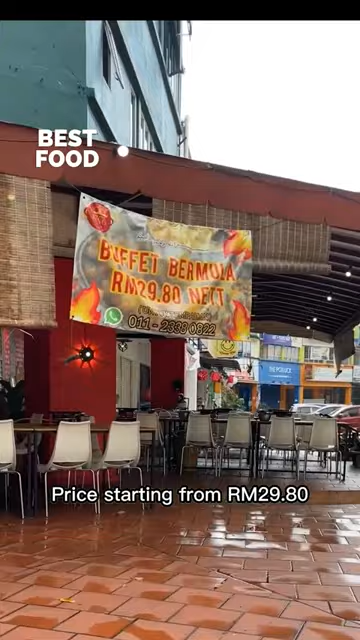 BEST
FOOD
BUFFET BERMULA
RM29.80 NETT
011 - 2339 0822
Price starting from RM29.80